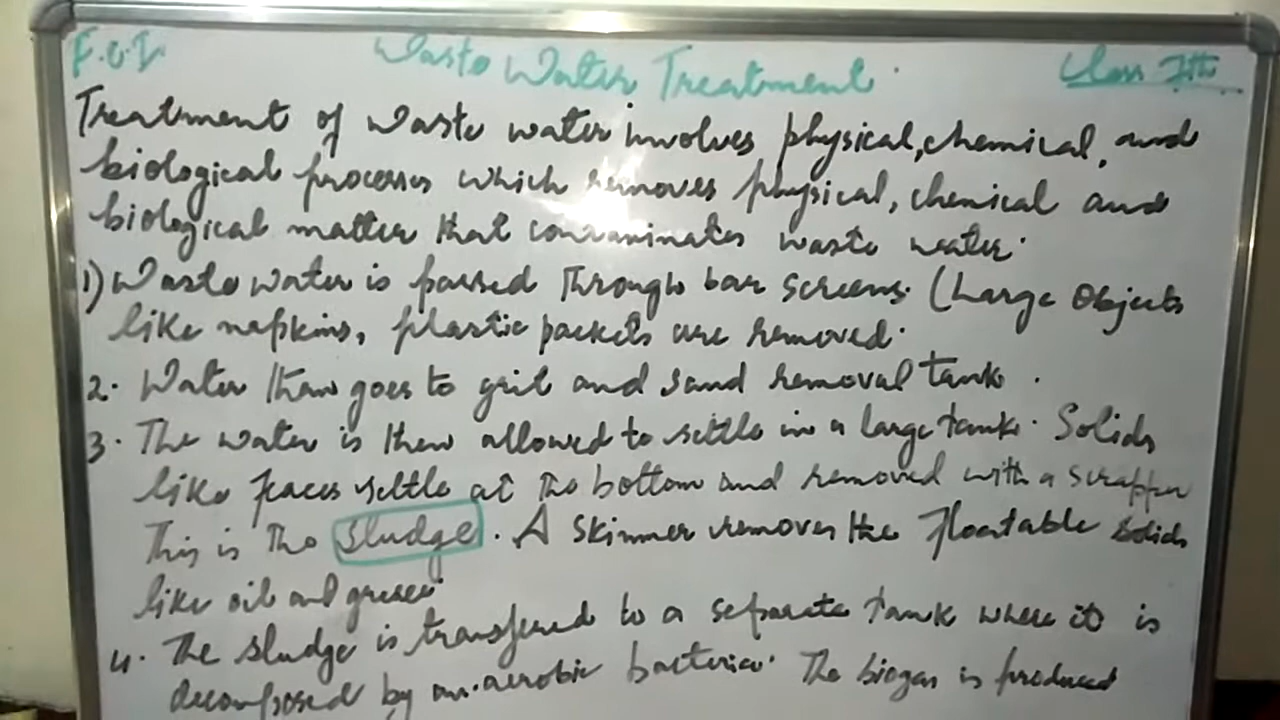 F.C.I. Waste Water Treatment Class 7th
Treatment of waste water involves physical, chemical, and
biological processes which removes physical, chemical and
biological matter that contaminates waste water.
1) Waste water is passed through bar screens. (Large Objects
like napkins, plastic packets are removed.
2. Water then goes to grit and sand removal tank.
3. The water is then allowed to settle in a large tank. Solids
like feaces settle at the bottom and removed with a scrapper
This is the sludge. A skimmer removes the floatable solids
like oil and grease
4. The sludge is transfered to a separate tank where it is
decomposed by anaerobic bacteria. The biogas is produced